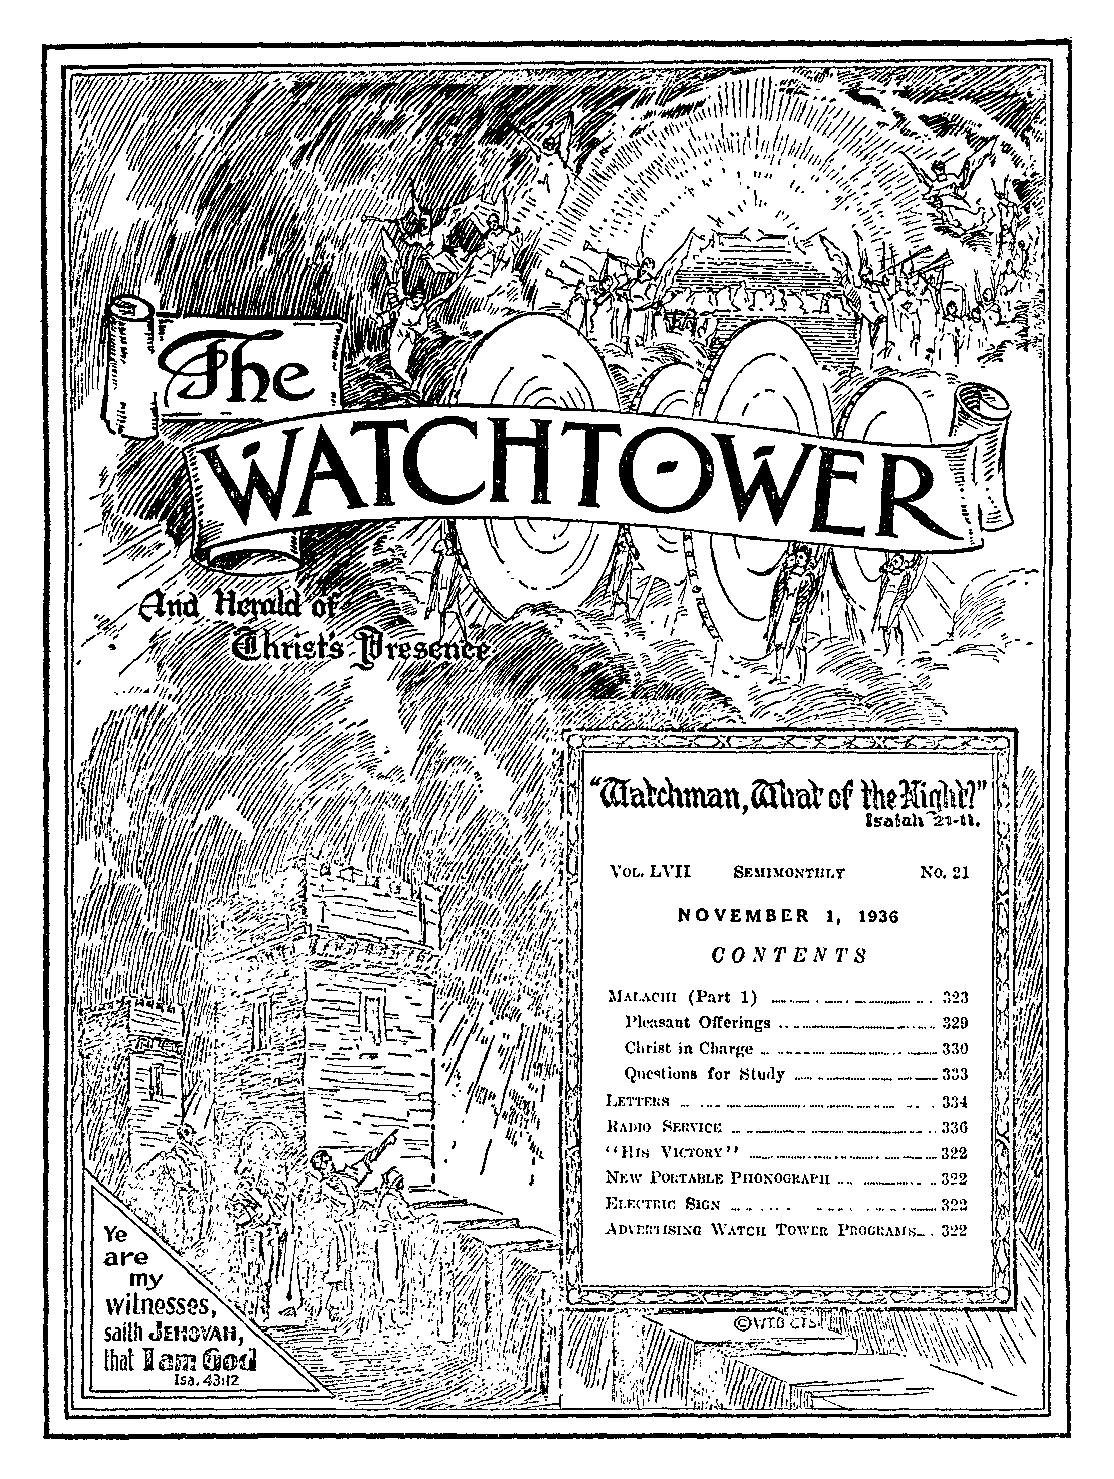 The
WATCHTOWER
And Herald of
Christ's Presence
"Watchman, What of the Night?"
Isaiah 21-11.
VOL. LVII SEMIMONTHLY No. 21
NOVEMBER 1, 1936
CONTENTS
MALACHI (Part 1) 323
Pleasant Offerings 329
Christ in Charge 330
Questions for Study 333
LETTERS 334
RADIO SERVICE 336
"HIS VICTORY" 322
NEW PORTABLE PHONOGRAPH 322
ELECTRIC SIGN 322
ADVERTISING WATCH TOWER PROGRAMS 322
Ye
are
my
witnesses,
saith JEHOVAH,
that I am God
Isa. 43:12
©W.T.B.